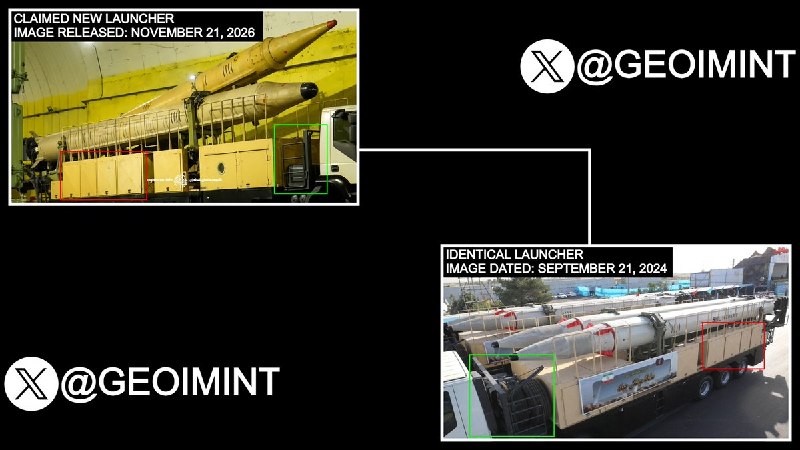 CLAIMED NEW LAUNCHER
IMAGE RELEASED: NOVEMBER 21, 2026
@GEOIMINT
IDENTICAL LAUNCHER
IMAGE DATED: SEPTEMBER 21, 2024
@GEOIMINT